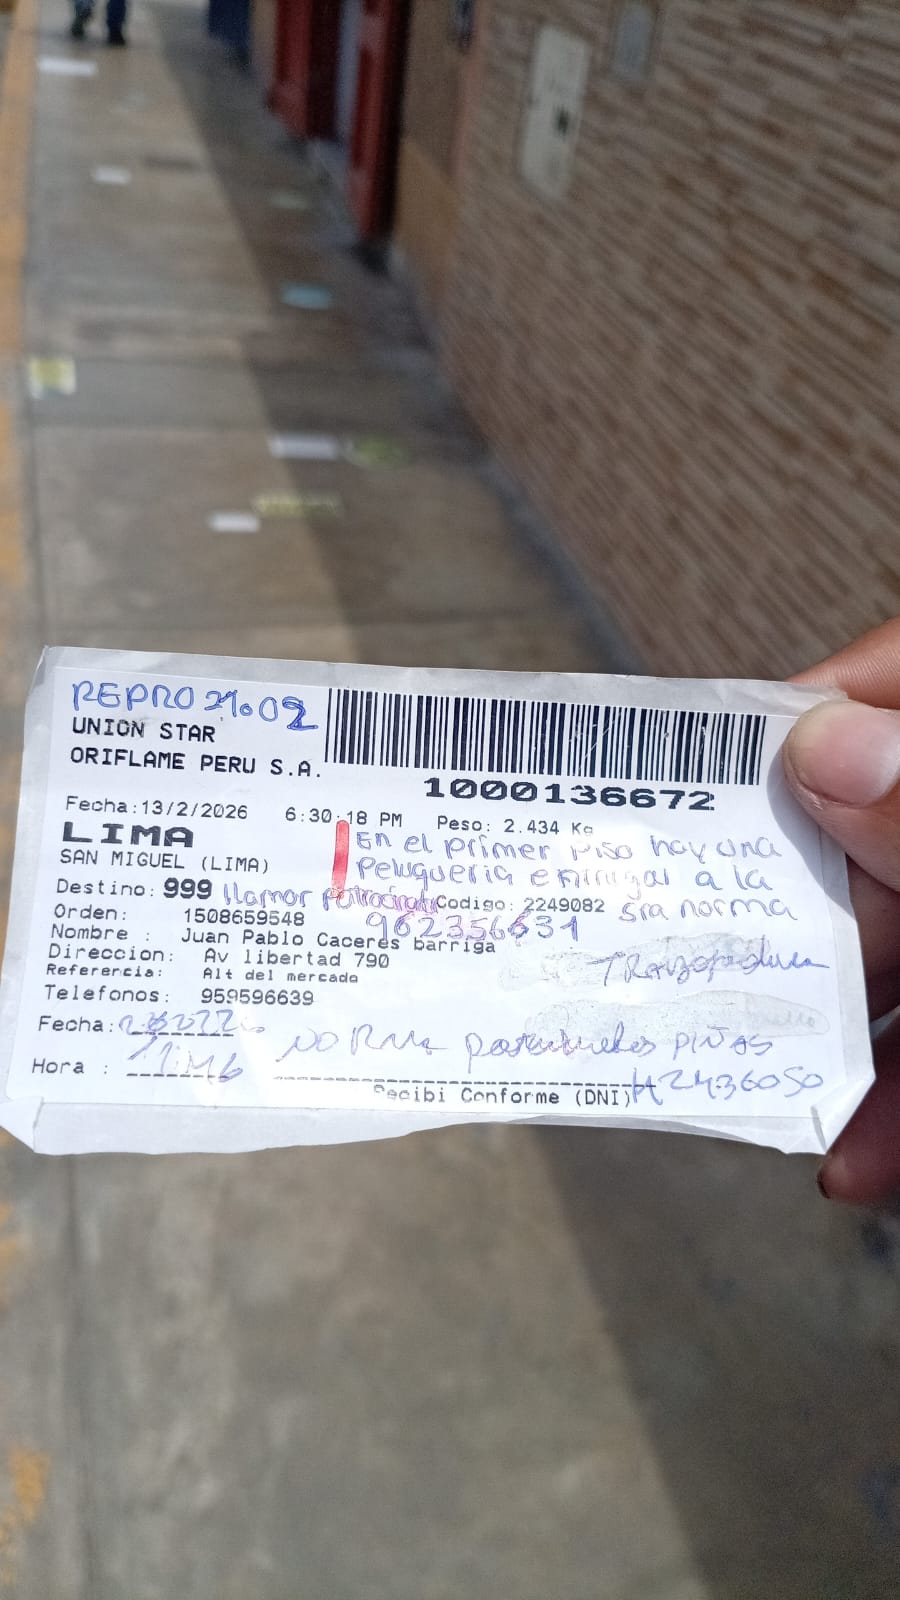 REPRO 21.02
UNION STAR
ORIFLAME PERU S.A.
1000136672
Fecha:13/2/2026 6:30:18 PM Peso: 2.434 Kg
LIMA
SAN MIGUEL (LIMA)
En el primer piso hay una
peluqueria entregar a la
sra norma
Destino: 999 llamar Codigo: 2249082
962356631
Orden: 1508659548
Nombre : Juan Pablo Caceres barriga
Direccion: Av libertad 790
Referencia: Alt del mercado
Telefonos: 959596639
Fecha:
NORMA PIÑAS
Hora :
Recibi Conforme (DNI) 42436050